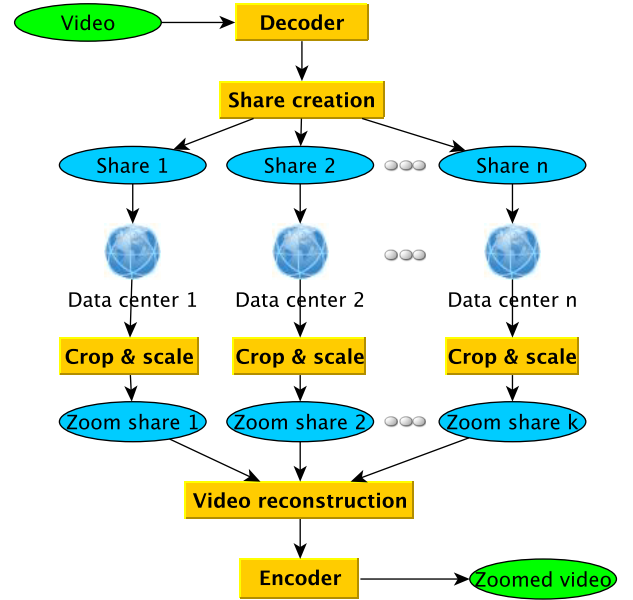 Video
Decoder
Share creation
Share 1
Share 2
Share n
Data center 1
Data center 2
Data center n
Crop & scale
Crop & scale
Crop & scale
Zoom share 1
Zoom share 2
Zoom share k
Video reconstruction
Encoder
Zoomed video